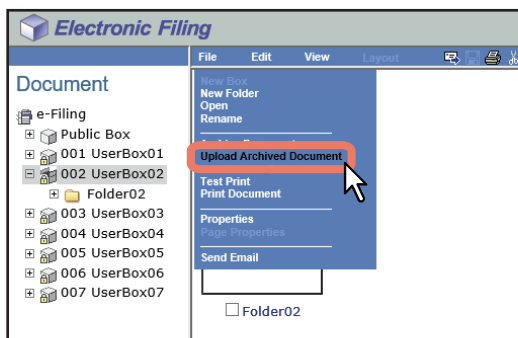 Electronic Filing
File Edit View Layout
Document
e-Filing
Public Box
001 UserBox01
002 UserBox02
Folder02
003 UserBox03
004 UserBox04
005 UserBox05
006 UserBox06
007 UserBox07
New Box
New Folder
Open
Rename
Upload Archived Document
Test Print
Print Document
Properties
Page Properties
Send Email
Folder02